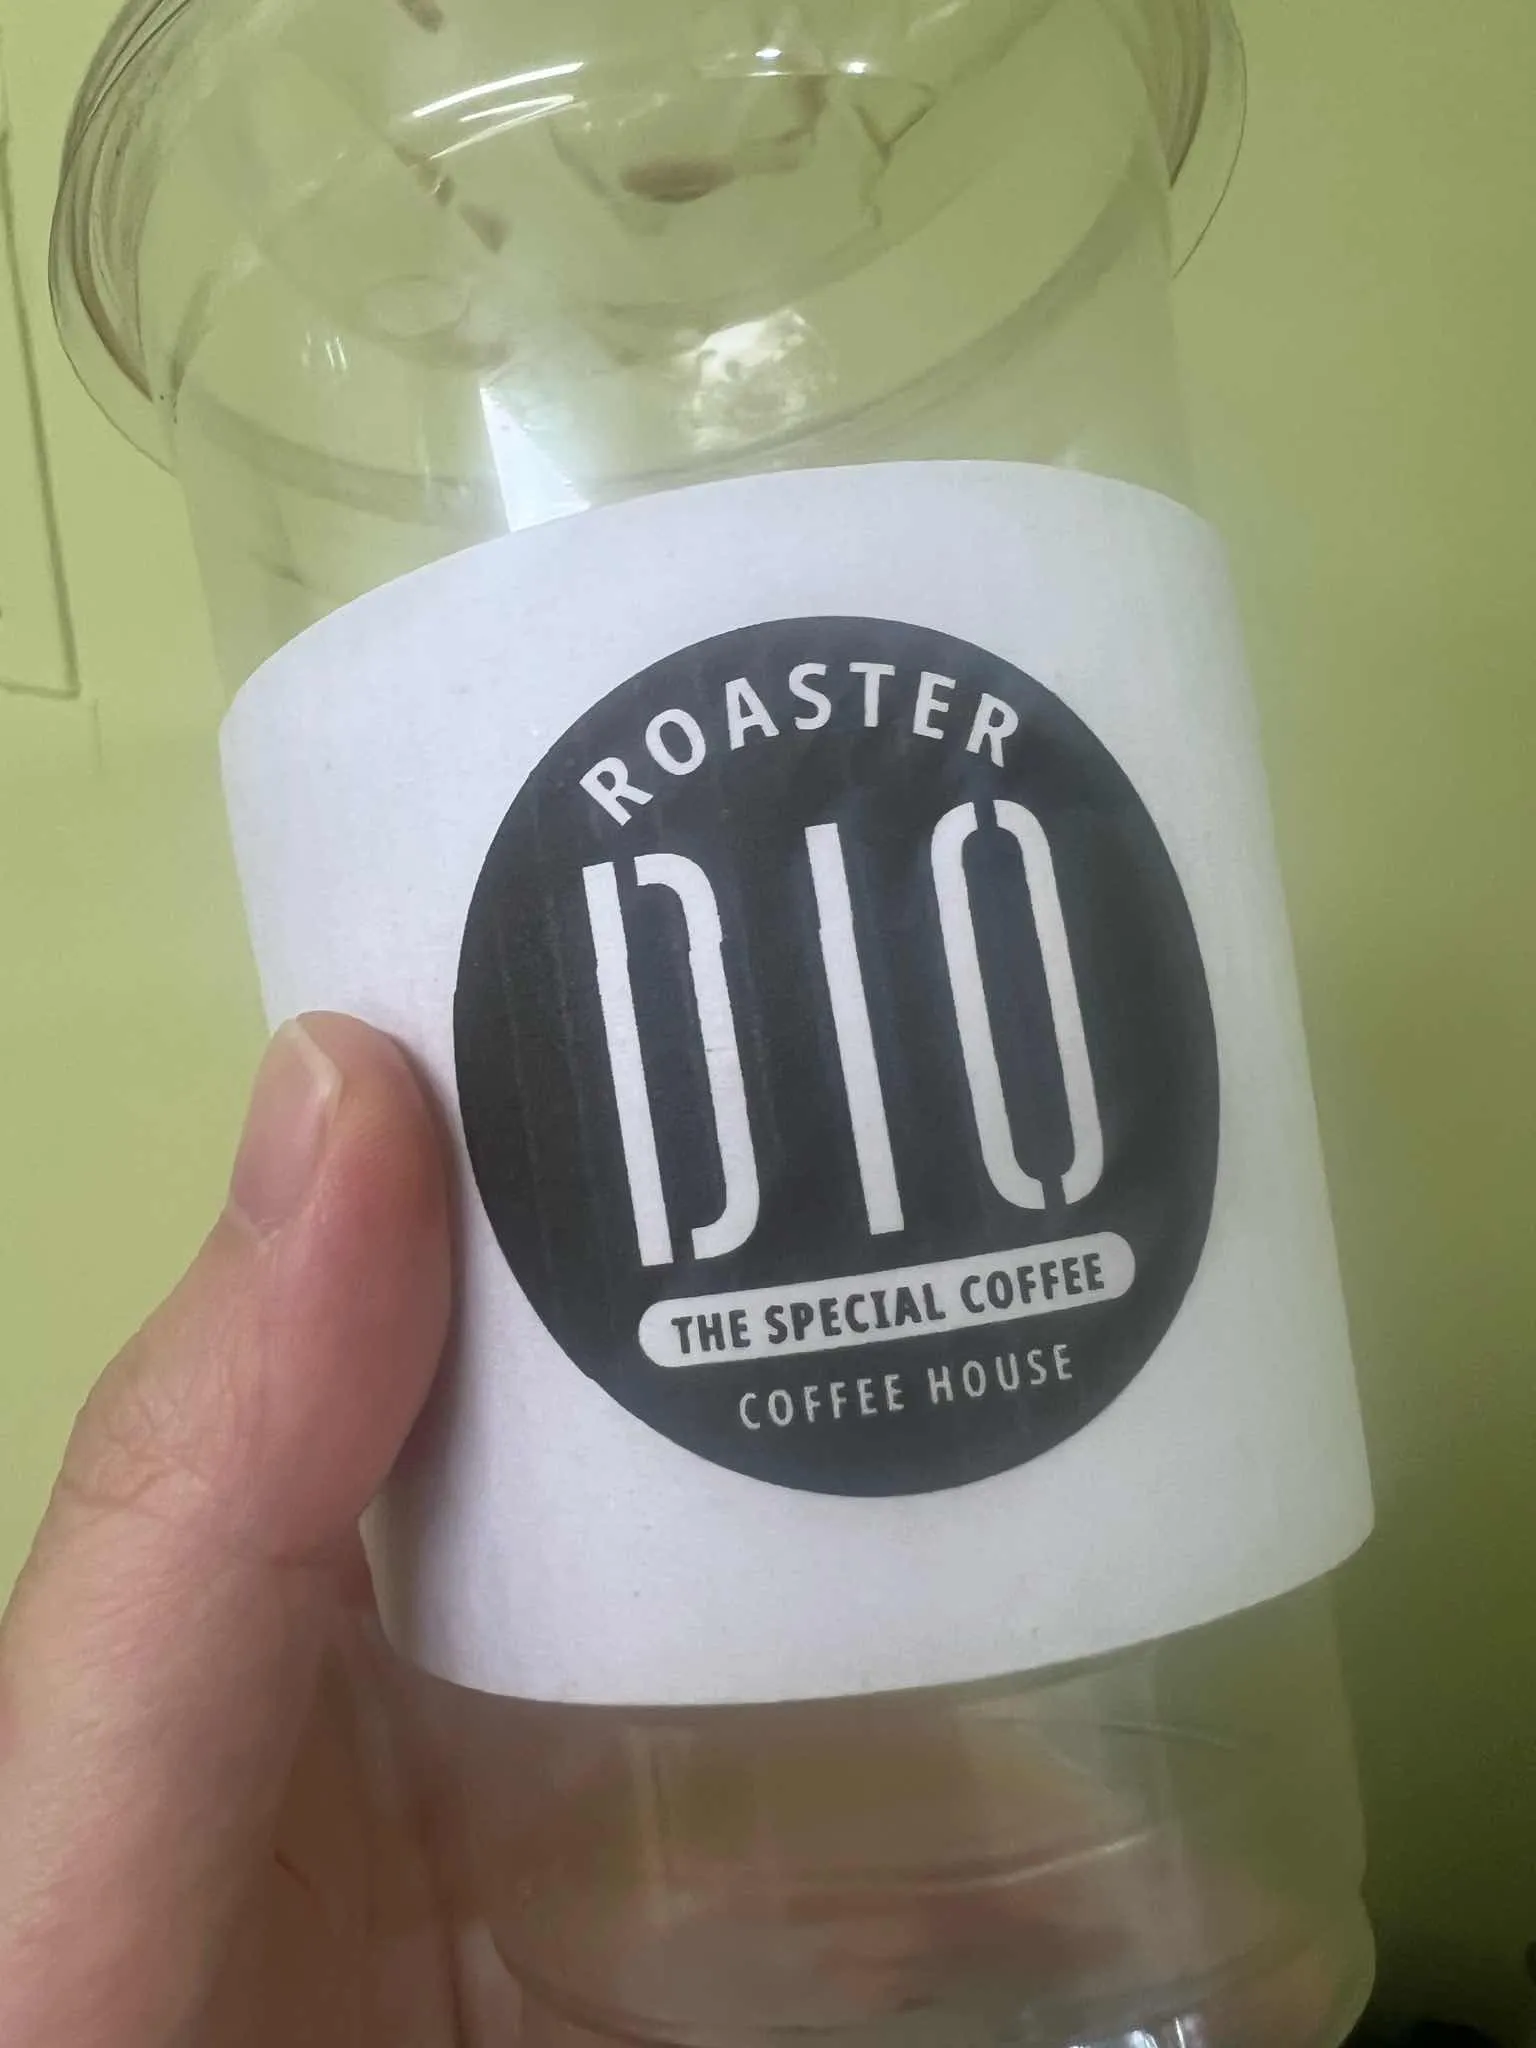 ROASTER
DIO
THE SPECIAL COFFEE
COFFEE HOUSE